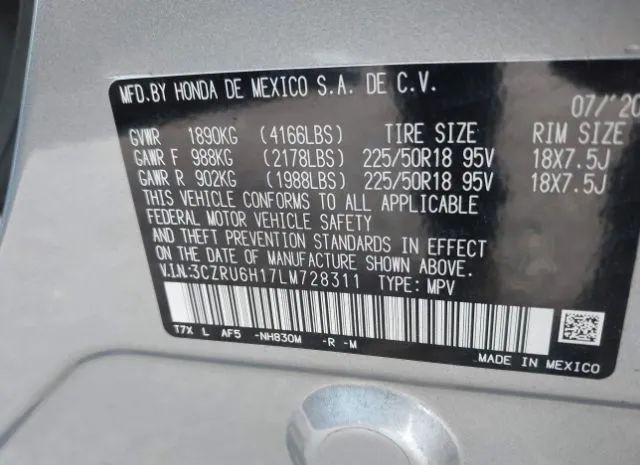 MFD.BY HONDA DE MEXICO S.A. DE C.V.
07/'20
GVWR 1890KG (4166LBS) TIRE SIZE RIM SIZE
GAWR F 988KG (2178LBS) 225/50R18 95V 18X7.5J
GAWR R 902KG (1988LBS) 225/50R18 95V 18X7.5J
THIS VEHICLE CONFORMS TO ALL APPLICABLE
FEDERAL MOTOR VEHICLE SAFETY
AND THEFT PREVENTION STANDARDS IN EFFECT
ON THE DATE OF MANUFACTURE SHOWN ABOVE.
V.I.N:3CZRU6H17LM728311 TYPE: MPV
T7X L AF5 -NH830M -R -M
MADE IN MEXICO